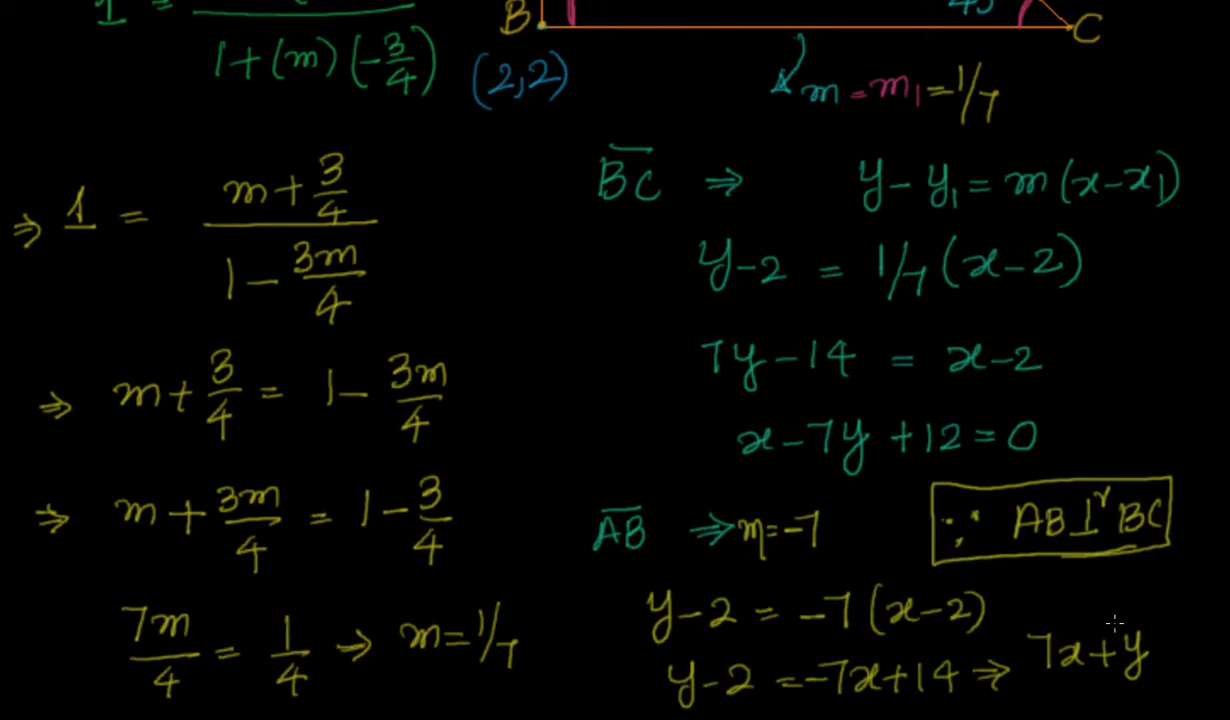 1 =
1+(m)(-3/4)
B
45
C
(2,2)
m = m₁ = 1/7
⇒ 1 = (m + 3/4)/(1 - 3m/4)
⇒ m + 3/4 = 1 - 3m/4
⇒ m + 3m/4 = 1 - 3/4
7m/4 = 1/4 ⇒ m = 1/7
B̅C̅ ⇒ y - y₁ = m(x - x₁)
y - 2 = 1/7 (x - 2)
7y - 14 = x - 2
x - 7y + 12 = 0
A̅B̅ ⇒ m = -7
∵ AB ⊥ʳ BC
y - 2 = -7(x - 2)
y - 2 = -7x + 14 ⇒ 7x + y